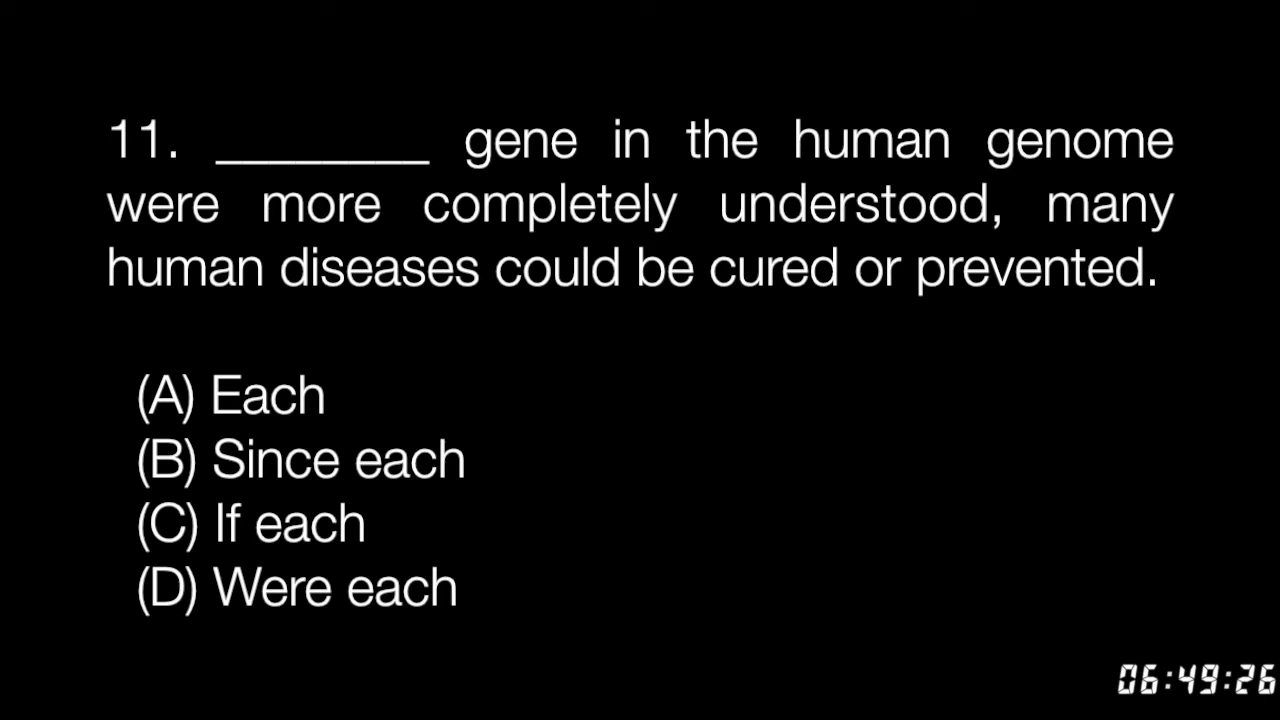 11. ________ gene in the human genome
were more completely understood, many
human diseases could be cured or prevented.
(A) Each
(B) Since each
(C) If each
(D) Were each
06:49:26